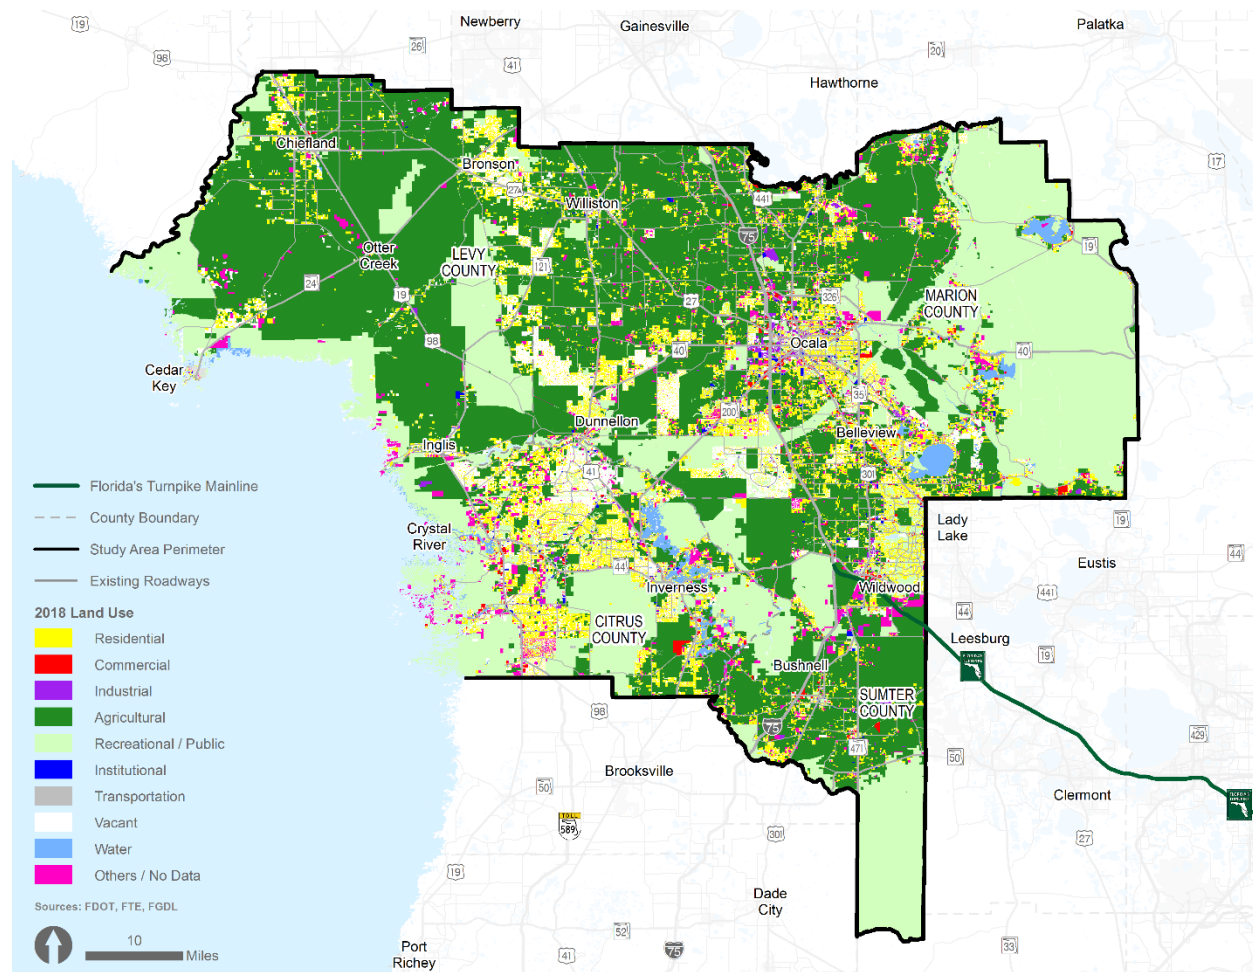 Newberry
Gainesville
Palatka
19
26
20
98
41
Hawthorne
Chiefland
Bronson
17
27A
Williston
441
75
Otter
Creek
LEVY
COUNTY
121
19
24
19
27
326
MARION
COUNTY
98
Ocala
40
40
Cedar
Key
35
200
Dunnellon
Belleview
Inglis
41
301
Florida's Turnpike Mainline
County Boundary
Study Area Perimeter
Existing Roadways
Crystal
River
Lady
Lake
19
44
Eustis
44
Inverness
Wildwood
441
2018 Land Use
Residential
Commercial
Industrial
Agricultural
Recreational / Public
Institutional
Transportation
Vacant
Water
Others / No Data
CITRUS
COUNTY
44
Leesburg
19
Bushnell
SUMTER
COUNTY
98
75
471
429
50
Brooksville
50
Clermont
TOLL
589
301
27
19
Dade
City
Sources: FDOT, FTE, FGDL
10
Miles
52
41
75
33
Port
Richey